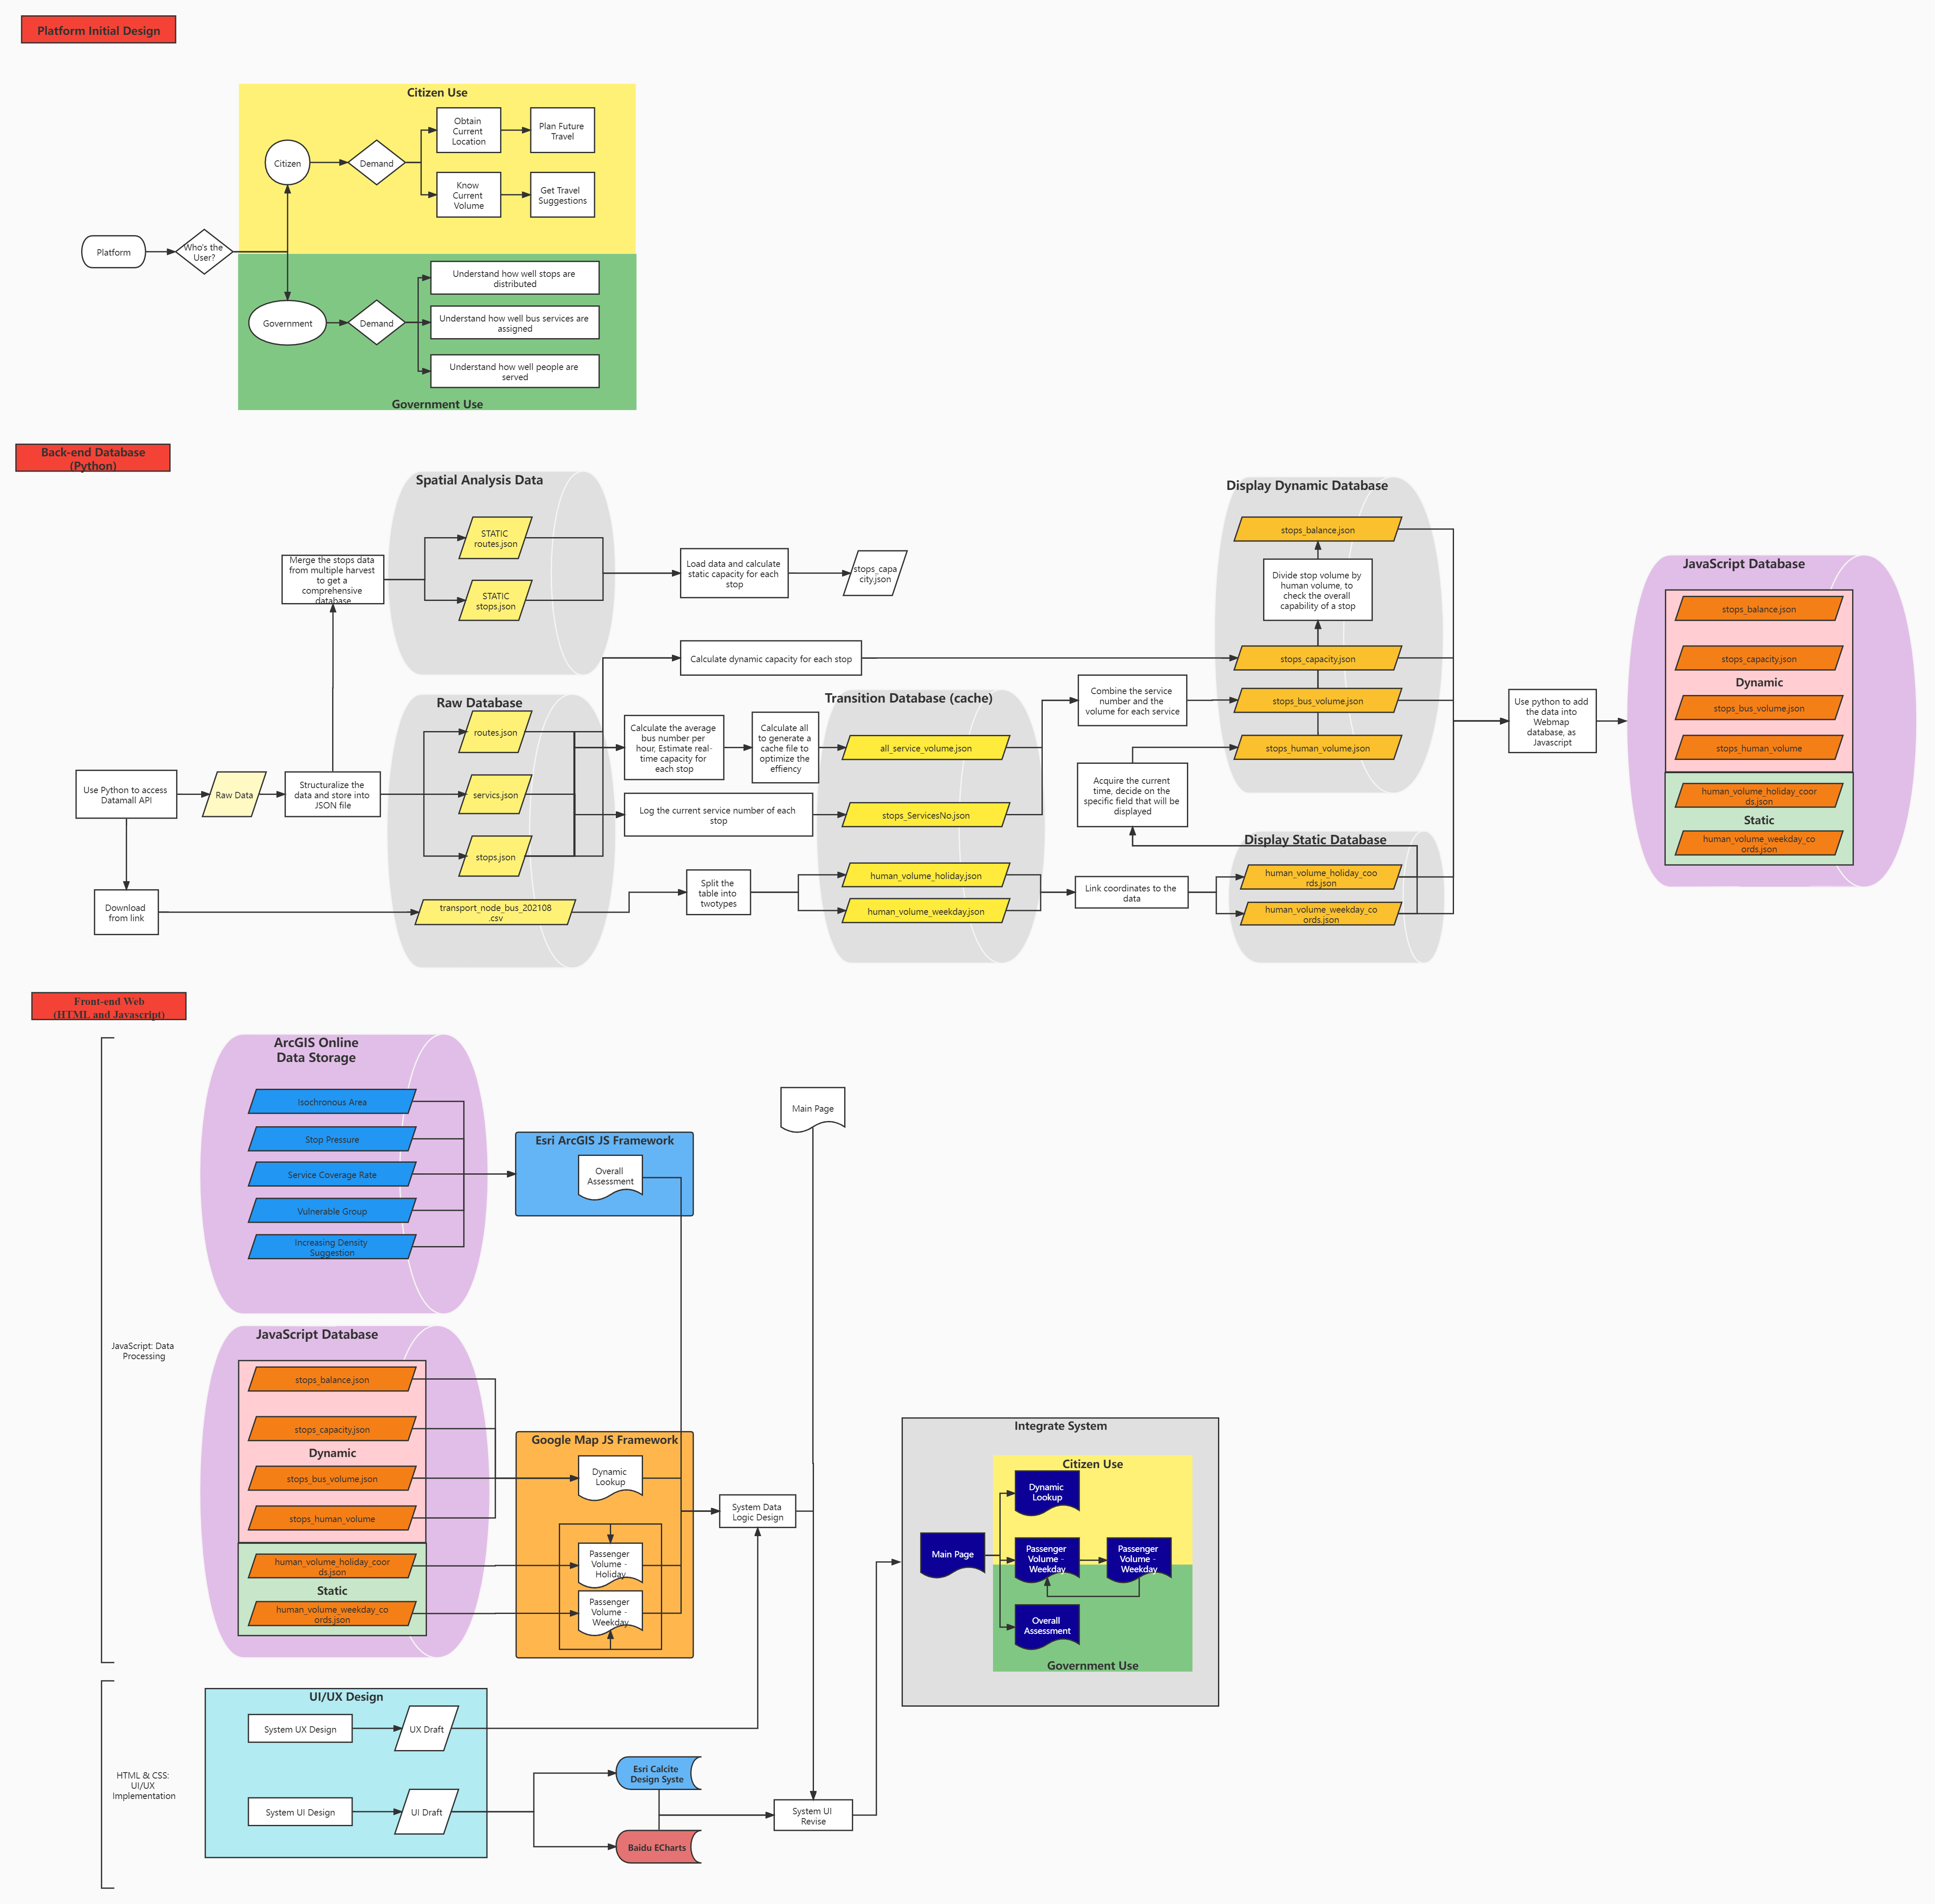 Platform Initial Design
Citizen Use
Obtain
Current
Location
Plan Future
Travel
Citizen
Demand
Know
Current
Volume
Get Travel
Suggestions
Platform
Who's the
User?
Understand how well stops are
distributed
Government
Demand
Understand how well bus services are
assigned
Understand how well people are
served
Government Use
Back-end Database
(Python)
Spatial Analysis Data
STATIC
routes.json
STATIC
stops.json
Merge the stops data
from multiple harvest
to get a
comprehensive
database
Load data and calculate
static capacity for each
stop
stops_capa
city.json
Calculate dynamic capacity for each stop
Display Dynamic Database
stops_balance.json
Divide stop volume by
human volume, to
check the overall
capability of a stop
stops_capacity.json
stops_bus_volume.json
stops_human_volume.json
Raw Database
routes.json
servics.json
stops.json
transport_node_bus_202108
.csv
Use Python to access
Datamall API
Raw Data
Structuralize the
data and store into
JSON file
Download
from link
Calculate the average
bus number per
hour, Estimate real-
time capacity for
each stop
Calculate all
to generate a
cache file to
optimize the
effiency
Log the current service number of each
stop
Split the
table into
twotypes
Transition Database (cache)
all_service_volume.json
stops_ServicesNo.json
human_volume_holiday.json
human_volume_weekday.json
Combine the service
number and the
volume for each service
Acquire the current
time, decide on the
specific field that will be
displayed
Link coordinates to the
data
Display Static Database
human_volume_holiday_coo
rds.json
human_volume_weekday_co
ords.json
Use python to add
the data into
Webmap
database, as
Javascript
JavaScript Database
stops_balance.json
stops_capacity.json
Dynamic
stops_bus_volume.json
stops_human_volume
human_volume_holiday_coor
ds.json
Static
human_volume_weekday_co
ords.json
Front-end Web
(HTML and Javascript)
ArcGIS Online
Data Storage
Isochronous Area
Stop Pressure
Service Coverage Rate
Vulnerable Group
Increasing Density
Suggestion
Esri ArcGIS JS Framework
Overall
Assessment
Main Page
JavaScript: Data
Processing
JavaScript Database
stops_balance.json
stops_capacity.json
Dynamic
stops_bus_volume.json
stops_human_volume
human_volume_holiday_coor
ds.json
Static
human_volume_weekday_co
ords.json
Google Map JS Framework
Dynamic
Lookup
Passenger
Volume -
Holiday
Passenger
Volume -
Weekday
System Data
Logic Design
Integrate System
Citizen Use
Dynamic
Lookup
Main Page
Passenger
Volume -
Weekday
Passenger
Volume -
Weekday
Overall
Assessment
Government Use
HTML & CSS:
UI/UX
Implementation
UI/UX Design
System UX Design
UX Draft
System UI Design
UI Draft
Esri Calcite
Design Syste
Baidu ECharts
System UI
Revise